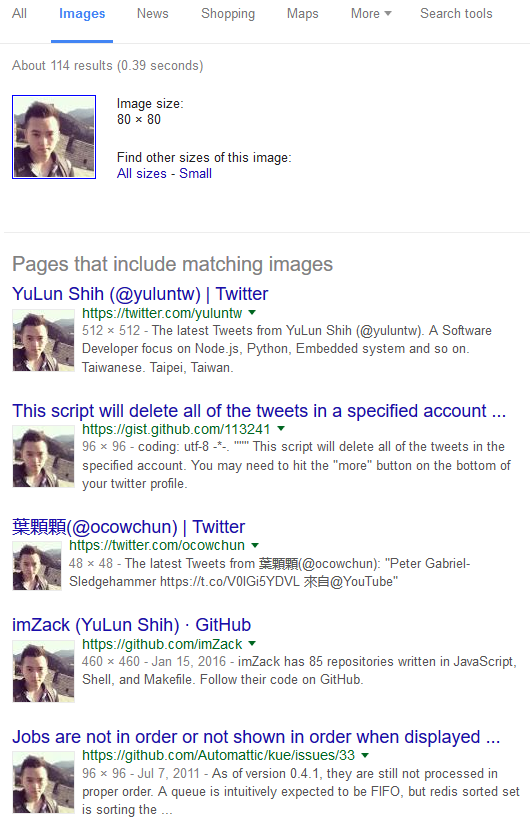 All Images News Shopping Maps More Search tools
About 114 results (0.39 seconds)
Image size:
80 × 80
Find other sizes of this image:
All sizes - Small
Pages that include matching images
YuLun Shih (@yuluntw) | Twitter
https://twitter.com/yuluntw
512 × 512 - The latest Tweets from YuLun Shih (@yuluntw). A Software
Developer focus on Node.js, Python, Embedded system and so on.
Taiwanese. Taipei, Taiwan.
This script will delete all of the tweets in a specified account ...
https://gist.github.com/113241
96 × 96 - coding: utf-8 -*-. """ This script will delete all of the tweets in the
specified account. You may need to hit the "more" button on the bottom of
your twitter profile.
葉顆顆(@ocowchun) | Twitter
https://twitter.com/ocowchun
48 × 48 - The latest Tweets from 葉顆顆(@ocowchun): "Peter Gabriel-
Sledgehammer https://t.co/V0lGi5YDVL 來自@YouTube"
imZack (YuLun Shih) · GitHub
https://github.com/imZack
460 × 460 - Jan 15, 2016 - imZack has 85 repositories written in JavaScript,
Shell, and Makefile. Follow their code on GitHub.
Jobs are not in order or not shown in order when displayed ...
https://github.com/Automattic/kue/issues/33
96 × 96 - Jul 7, 2011 - As of version 0.4.1, they are still not processed in
proper order. A queue is intuitively expected to be FIFO, but redis sorted set
is sorting the ...